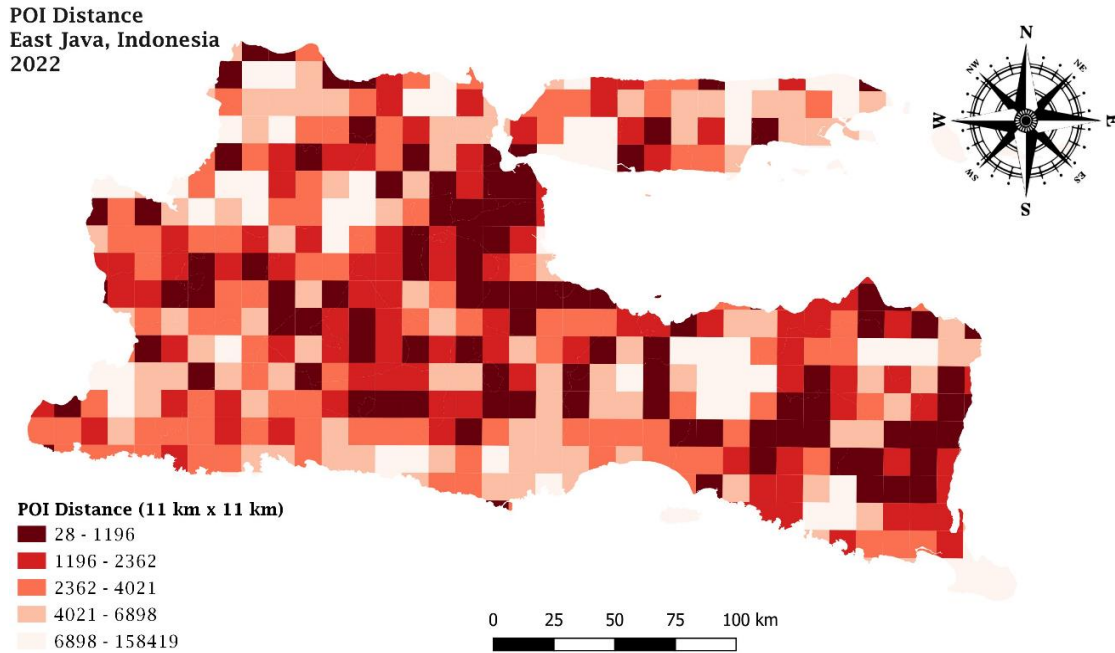 POI Distance
East Java, Indonesia
2022
N
NW
NE
W
E
SW
ES
S
POI Distance (11 km x 11 km)
28 - 1196
1196 - 2362
2362 - 4021
4021 - 6898
6898 - 158419
0 25 50 75 100 km